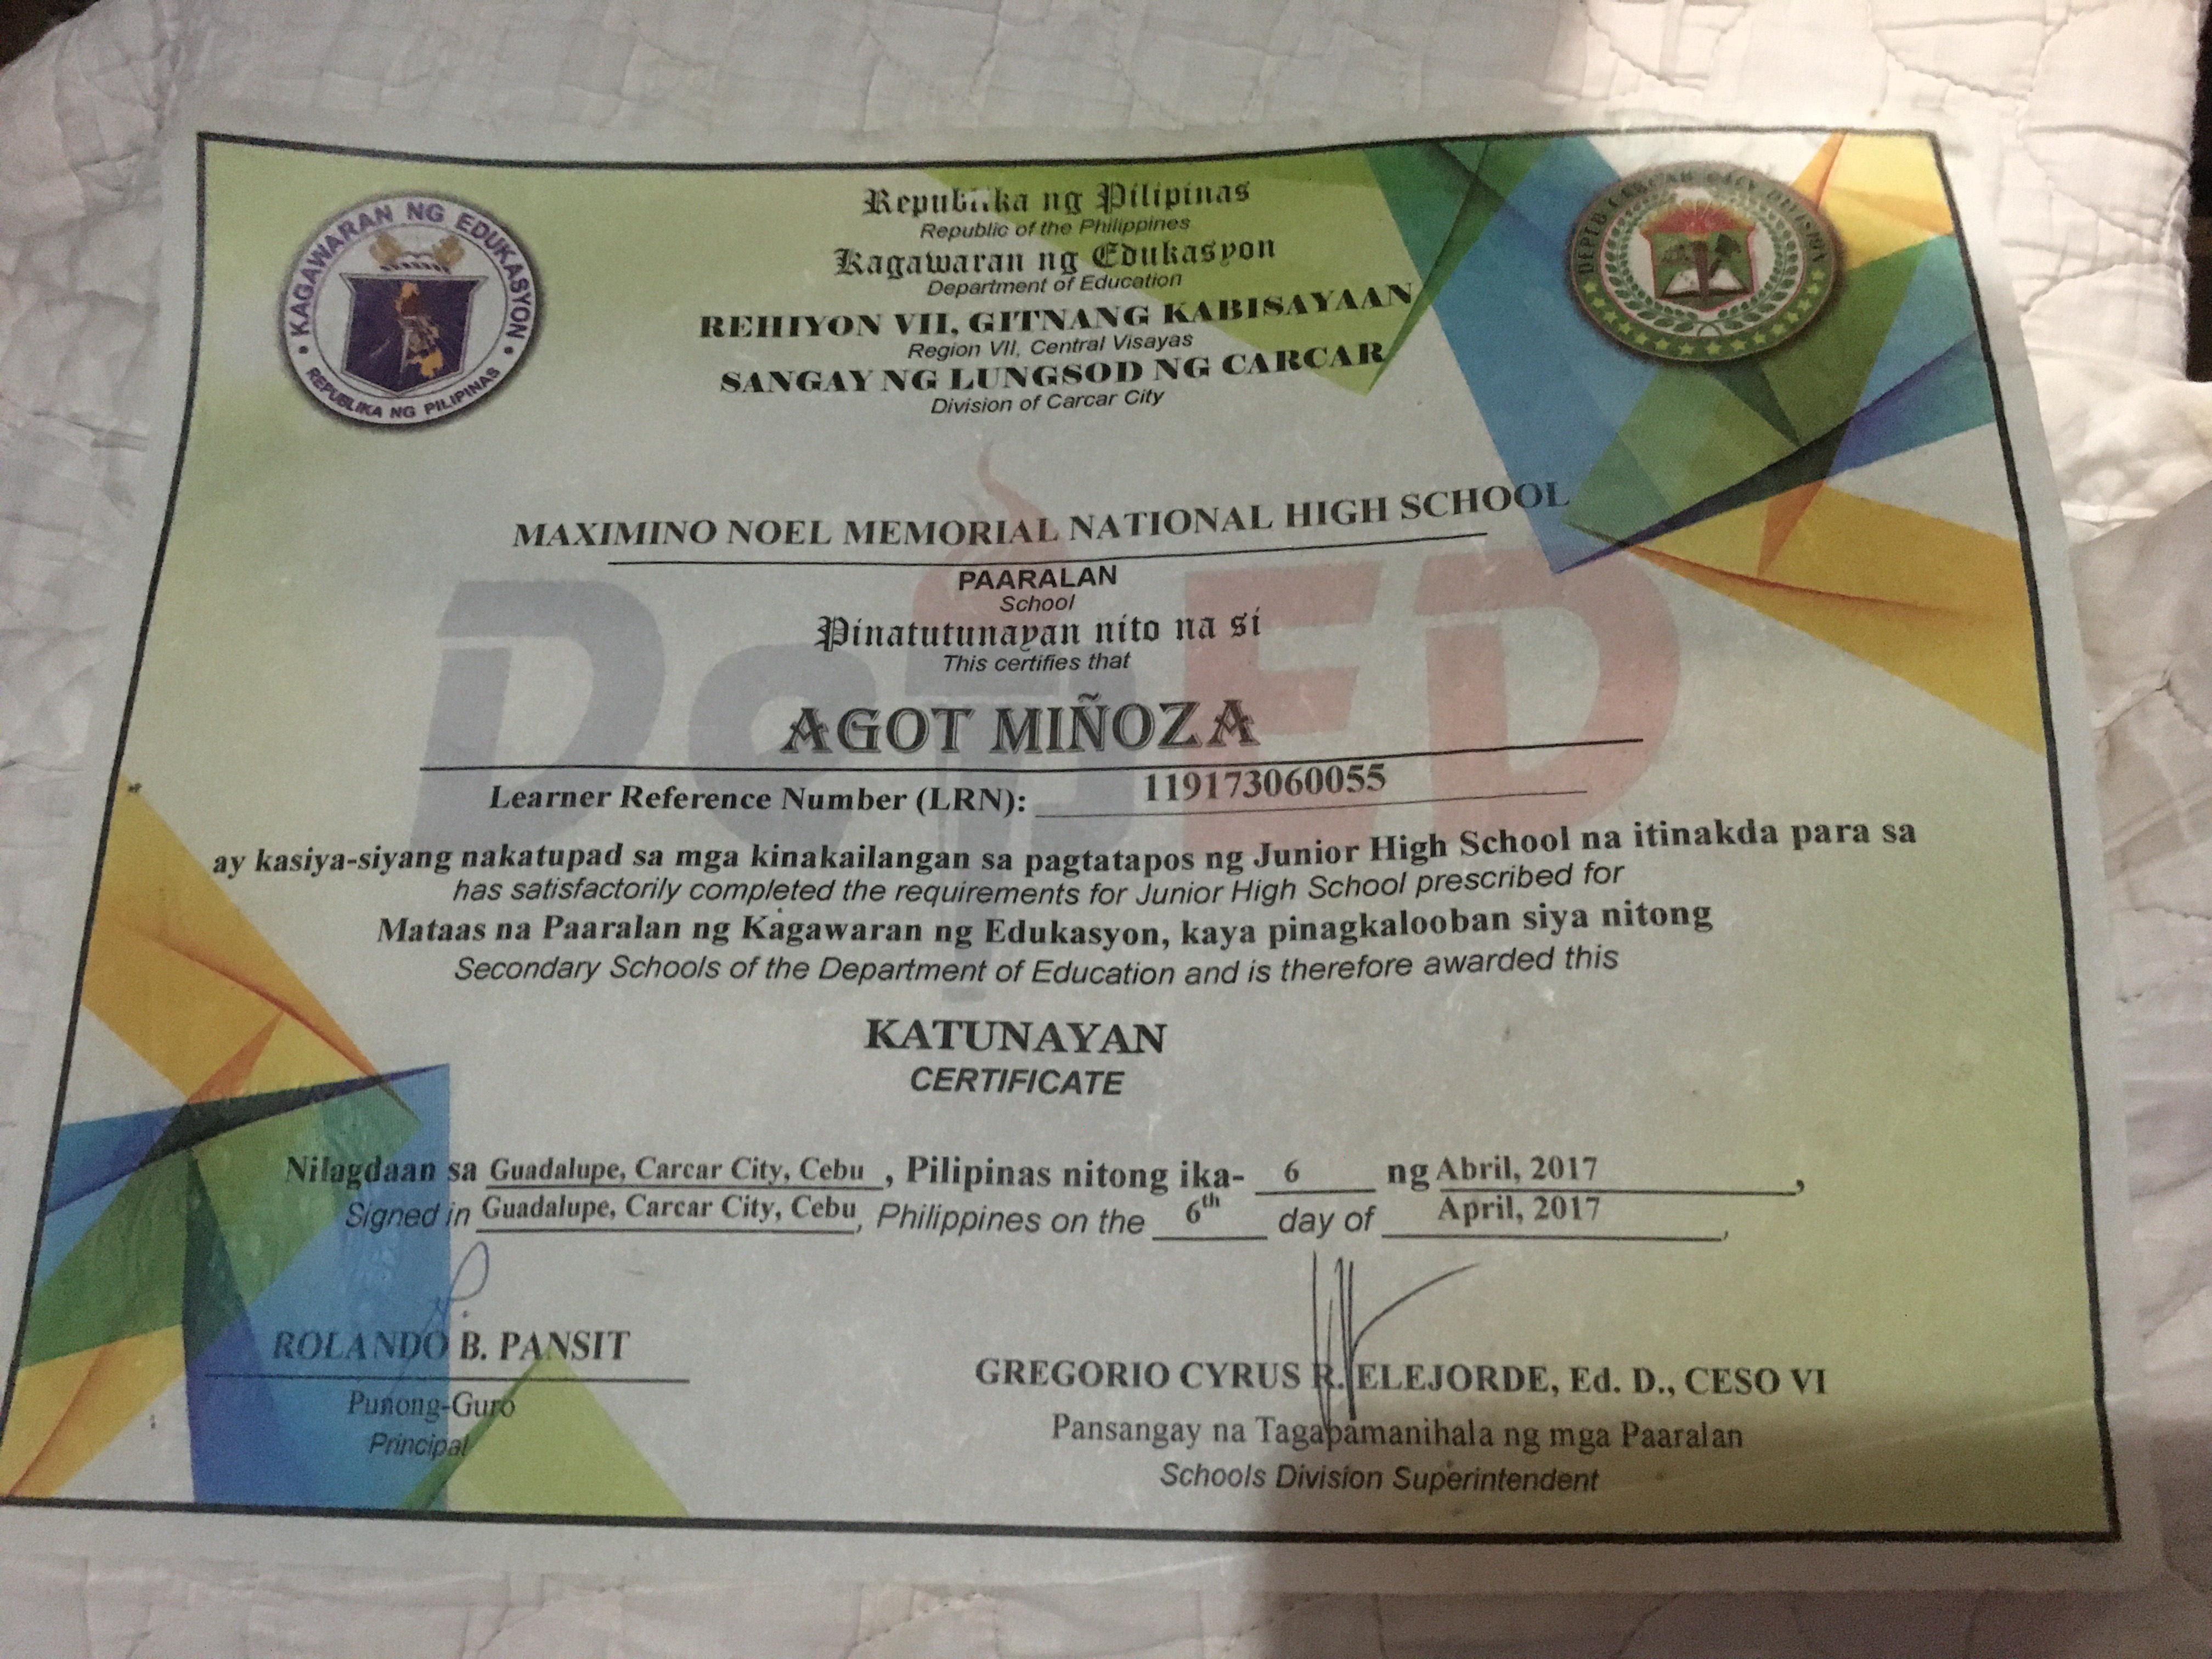 KAGAWARAN NG EDUKASYON
REPUBLIKA NG PILIPINAS
Republika ng Pilipinas
Republic of the Philippines
Kagawaran ng Edukasyon
Department of Education
REHIYON VII, GITNANG KABISAYAAN
Region VII, Central Visayas
SANGAY NG LUNGSOD NG CARCAR
Division of Carcar City
DEPED CARCAR CITY DIVISION
DepED
MAXIMINO NOEL MEMORIAL NATIONAL HIGH SCHOOL
PAARALAN
School
Pinatutunayan nito na si
This certifies that
AGOT MIÑOZA
Learner Reference Number (LRN): 119173060055
ay kasiya-siyang nakatupad sa mga kinakailangan sa pagtatapos ng Junior High School na itinakda para sa
has satisfactorily completed the requirements for Junior High School prescribed for
Mataas na Paaralan ng Kagawaran ng Edukasyon, kaya pinagkalooban siya nitong
Secondary Schools of the Department of Education and is therefore awarded this
KATUNAYAN
CERTIFICATE
Nilagdaan sa Guadalupe, Carcar City, Cebu, Pilipinas nitong ika- 6 ng Abril, 2017,
Signed in Guadalupe, Carcar City, Cebu, Philippines on the 6th day of April, 2017,
ROLANDO B. PANSIT
Punong-Guro
Principal
GREGORIO CYRUS R. ELEJORDE, Ed. D., CESO VI
Pansangay na Tagapamanihala ng mga Paaralan
Schools Division Superintendent